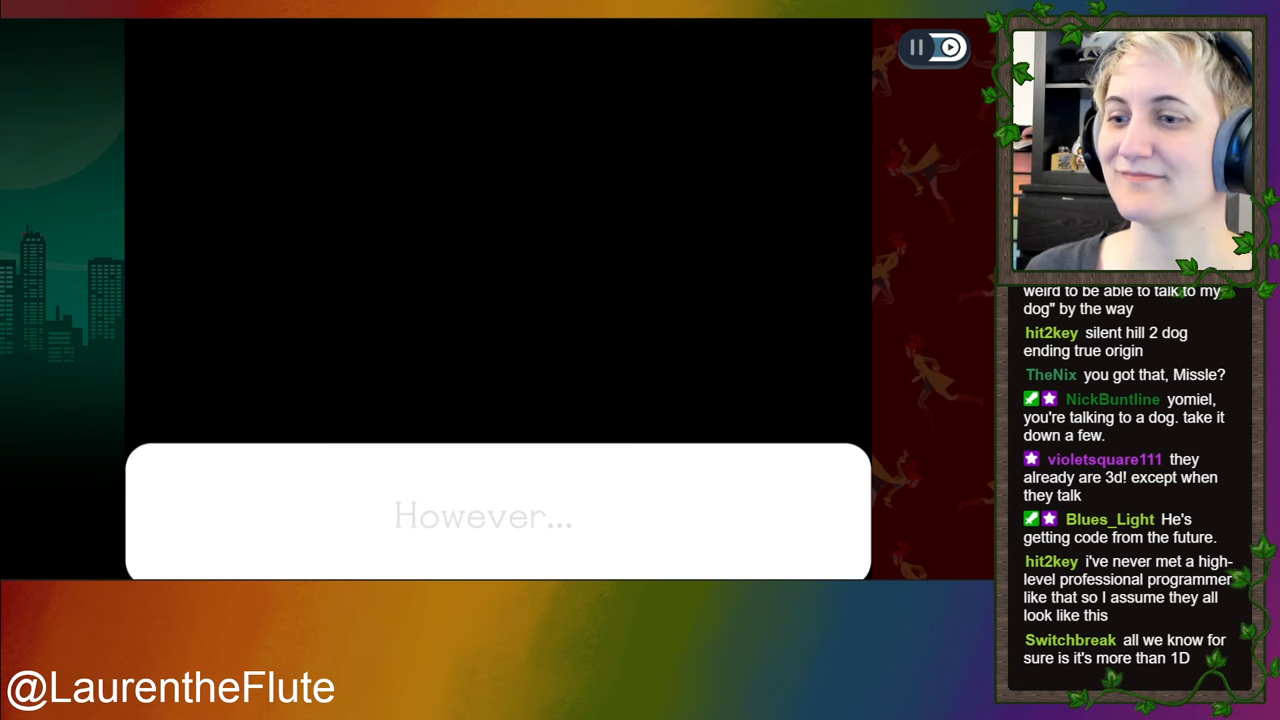 However...
@LaurentheFlute
weird to be able to talk to my
dog" by the way
hit2key silent hill 2 dog
ending true origin
TheNix you got that, Missle?
NickBuntline yomiel,
you're talking to a dog. take it
down a few.
violetsquare111 they
already are 3d! except when
they talk
Blues_Light He's
getting code from the future.
hit2key i've never met a high-
level professional programmer
like that so I assume they all
look like this
Switchbreak all we know for
sure is it's more than 1D